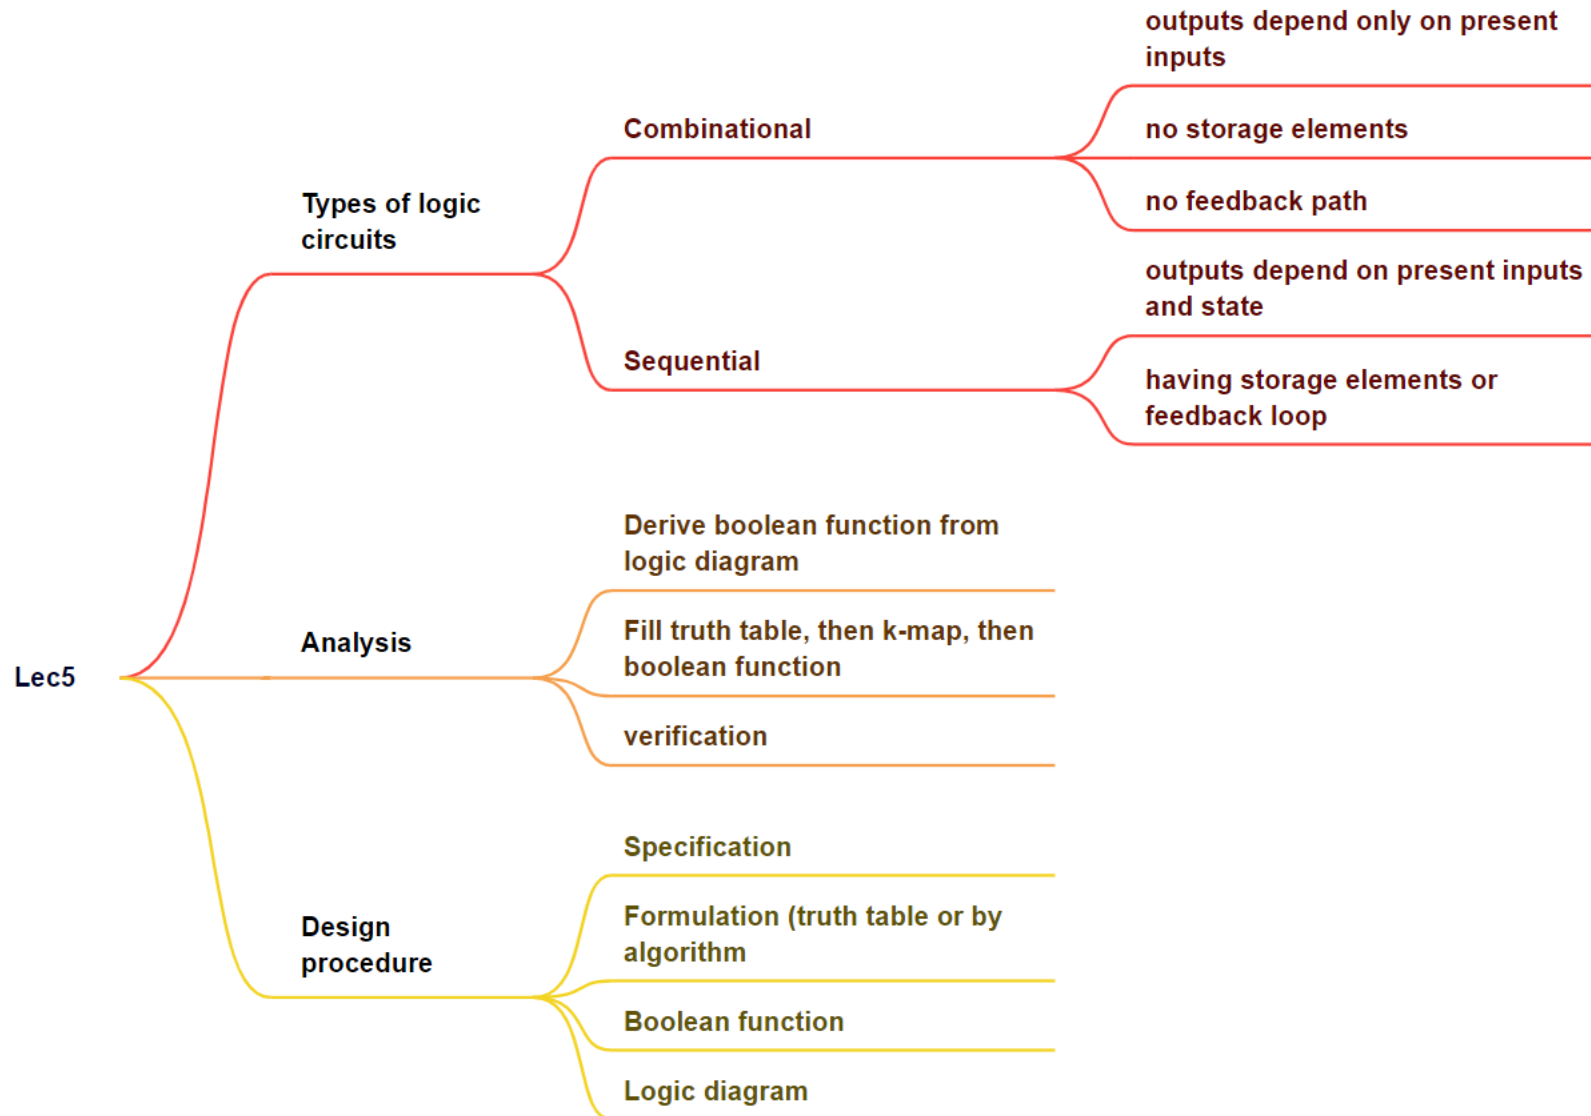 outputs depend only on present
inputs
Combinational
no storage elements
Types of logic
circuits
no feedback path
outputs depend on present inputs
and state
Sequential
having storage elements or
feedback loop
Derive boolean function from
logic diagram
Lec5
Analysis
Fill truth table, then k-map, then
boolean function
verification
Design
procedure
Specification
Formulation (truth table or by
algorithm
Boolean function
Logic diagram